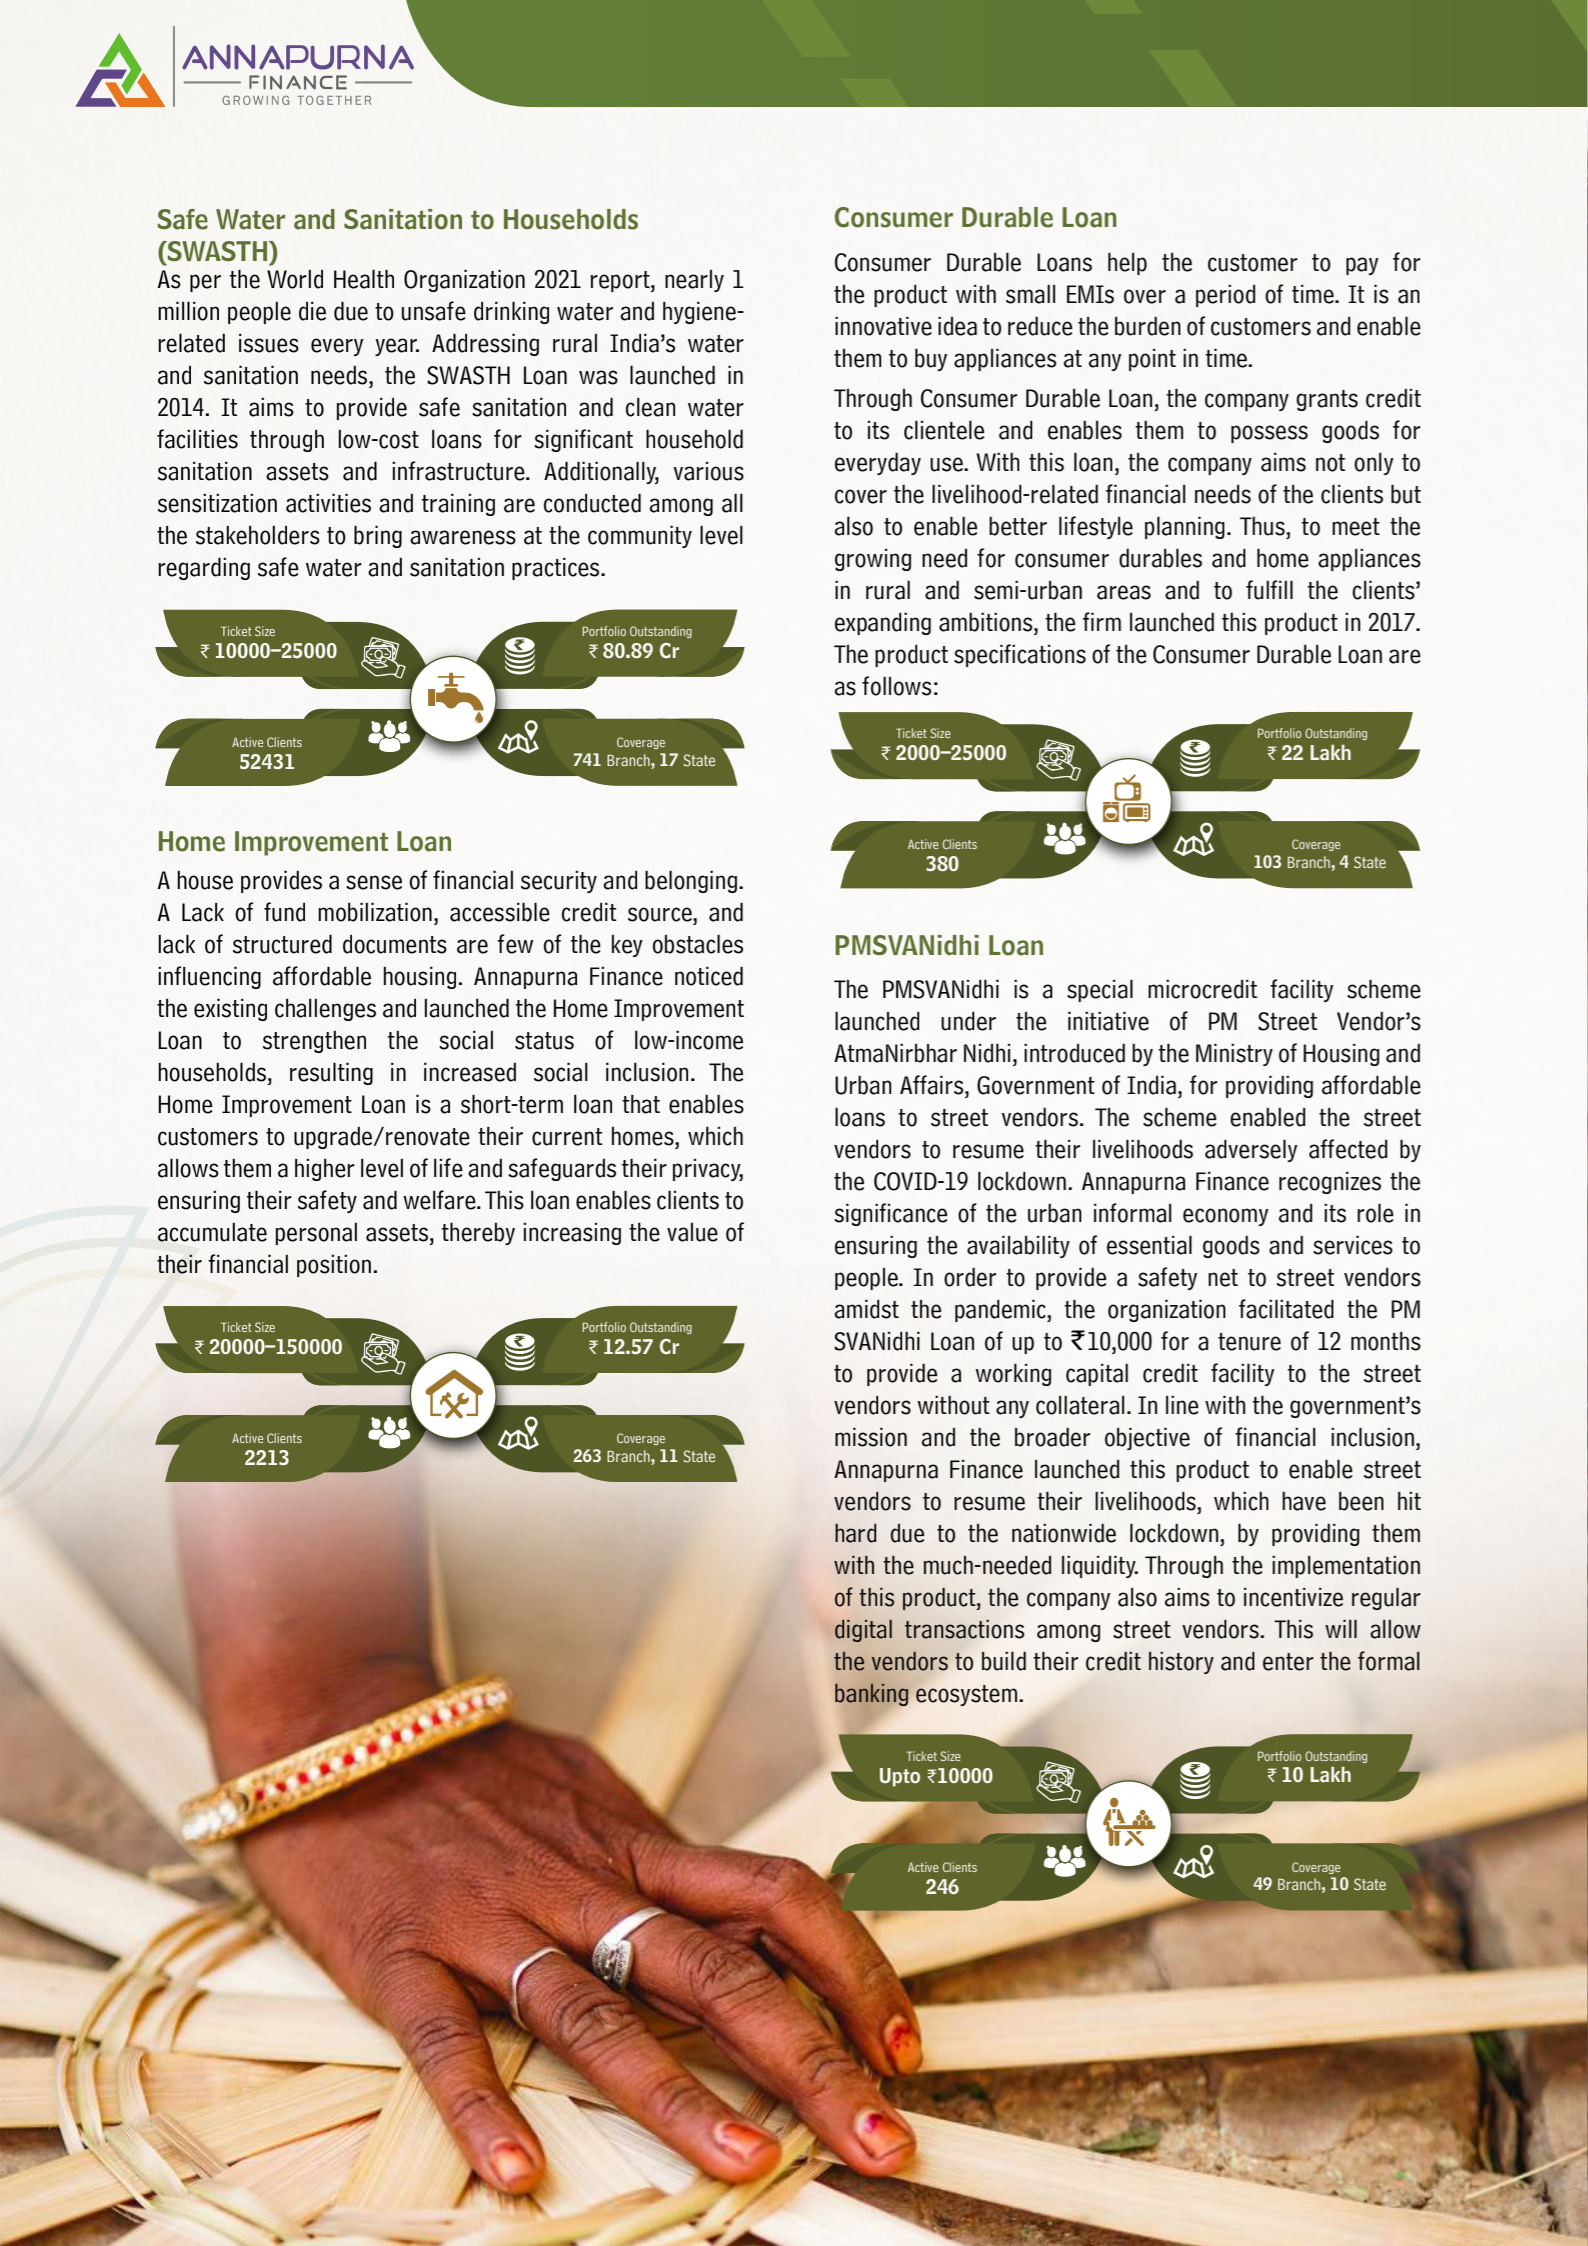 ANNAPURNA
FINANCE
GROWING TOGETHER
Safe Water and Sanitation to Households
(SWASTH)
As per the World Health Organization 2021 report, nearly 1
million people die due to unsafe drinking water and hygiene-
related issues every year. Addressing rural India’s water
and sanitation needs, the SWASTH Loan was launched in
2014. It aims to provide safe sanitation and clean water
facilities through low-cost loans for significant household
sanitation assets and infrastructure. Additionally, various
sensitization activities and training are conducted among all
the stakeholders to bring awareness at the community level
regarding safe water and sanitation practices.
Ticket Size
₹ 10000–25000
Portfolio Outstanding
₹ 80.89 Cr
Active Clients
52431
Coverage
741 Branch, 17 State
Home Improvement Loan
A house provides a sense of financial security and belonging.
A Lack of fund mobilization, accessible credit source, and
lack of structured documents are few of the key obstacles
influencing affordable housing. Annapurna Finance noticed
the existing challenges and launched the Home Improvement
Loan to strengthen the social status of low-income
households, resulting in increased social inclusion. The
Home Improvement Loan is a short-term loan that enables
customers to upgrade/renovate their current homes, which
allows them a higher level of life and safeguards their privacy,
ensuring their safety and welfare. This loan enables clients to
accumulate personal assets, thereby increasing the value of
their financial position.
Ticket Size
₹ 20000–150000
Portfolio Outstanding
₹ 12.57 Cr
Active Clients
2213
Coverage
263 Branch, 11 State
Consumer Durable Loan
Consumer Durable Loans help the customer to pay for
the product with small EMIs over a period of time. It is an
innovative idea to reduce the burden of customers and enable
them to buy appliances at any point in time.
Through Consumer Durable Loan, the company grants credit
to its clientele and enables them to possess goods for
everyday use. With this loan, the company aims not only to
cover the livelihood-related financial needs of the clients but
also to enable better lifestyle planning. Thus, to meet the
growing need for consumer durables and home appliances
in rural and semi-urban areas and to fulfill the clients’
expanding ambitions, the firm launched this product in 2017.
The product specifications of the Consumer Durable Loan are
as follows:
Ticket Size
₹ 2000–25000
Portfolio Outstanding
₹ 22 Lakh
Active Clients
380
Coverage
103 Branch, 4 State
PMSVANidhi Loan
The PMSVANidhi is a special microcredit facility scheme
launched under the initiative of PM Street Vendor’s
AtmaNirbhar Nidhi, introduced by the Ministry of Housing and
Urban Affairs, Government of India, for providing affordable
loans to street vendors. The scheme enabled the street
vendors to resume their livelihoods adversely affected by
the COVID-19 lockdown. Annapurna Finance recognizes the
significance of the urban informal economy and its role in
ensuring the availability of essential goods and services to
people. In order to provide a safety net to street vendors
amidst the pandemic, the organization facilitated the PM
SVANidhi Loan of up to ₹10,000 for a tenure of 12 months
to provide a working capital credit facility to the street
vendors without any collateral. In line with the government’s
mission and the broader objective of financial inclusion,
Annapurna Finance launched this product to enable street
vendors to resume their livelihoods, which have been hit
hard due to the nationwide lockdown, by providing them
with the much-needed liquidity. Through the implementation
of this product, the company also aims to incentivize regular
digital transactions among street vendors. This will allow
the vendors to build their credit history and enter the formal
banking ecosystem.
Ticket Size
Upto ₹10000
Portfolio Outstanding
₹ 10 Lakh
Active Clients
246
Coverage
49 Branch, 10 State